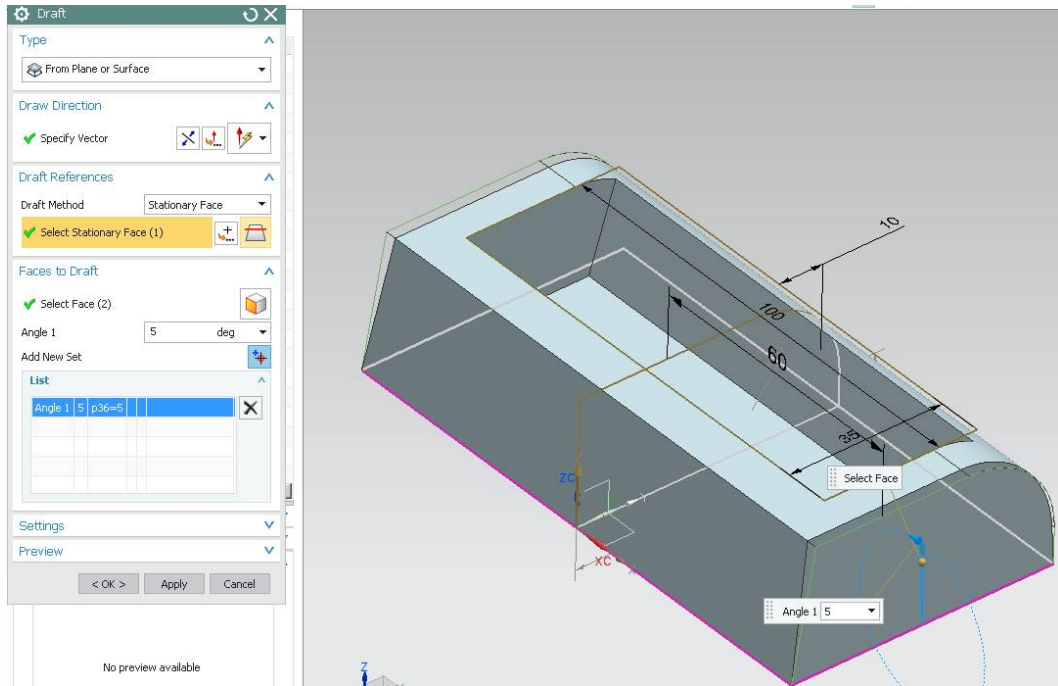 Draft
Type
From Plane or Surface
Draw Direction
Specify Vector
Draft References
Draft Method Stationary Face
Select Stationary Face (1)
Faces to Draft
Select Face (2)
Angle 1 5 deg
Add New Set
List
Angle 1 5 p36=5
Settings
Preview
< OK > Apply Cancel
No preview available
10
100
60
35
Select Face
ZC
Y
XC
X
Angle 1 5
Z